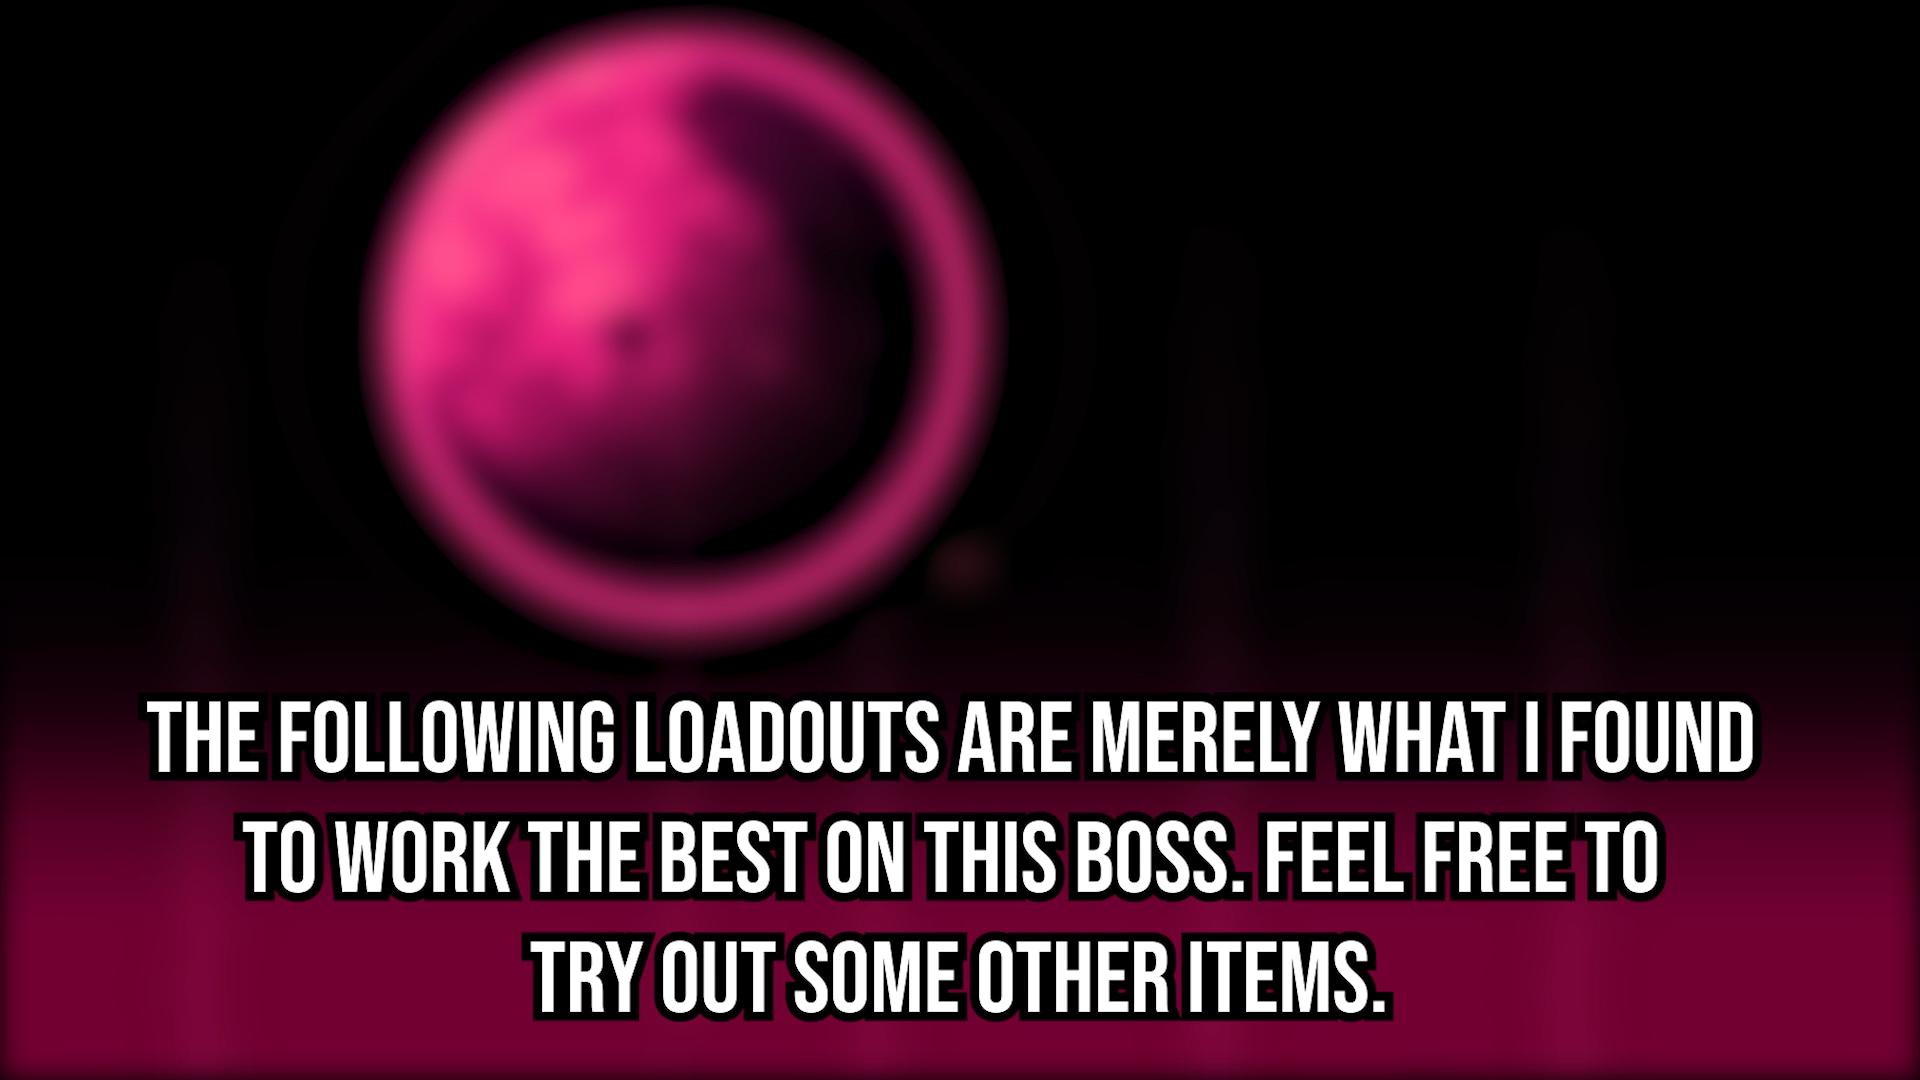 THE FOLLOWING LOADOUTS ARE MERELY WHAT I FOUND
TO WORK THE BEST ON THIS BOSS. FEEL FREE TO
TRY OUT SOME OTHER ITEMS.